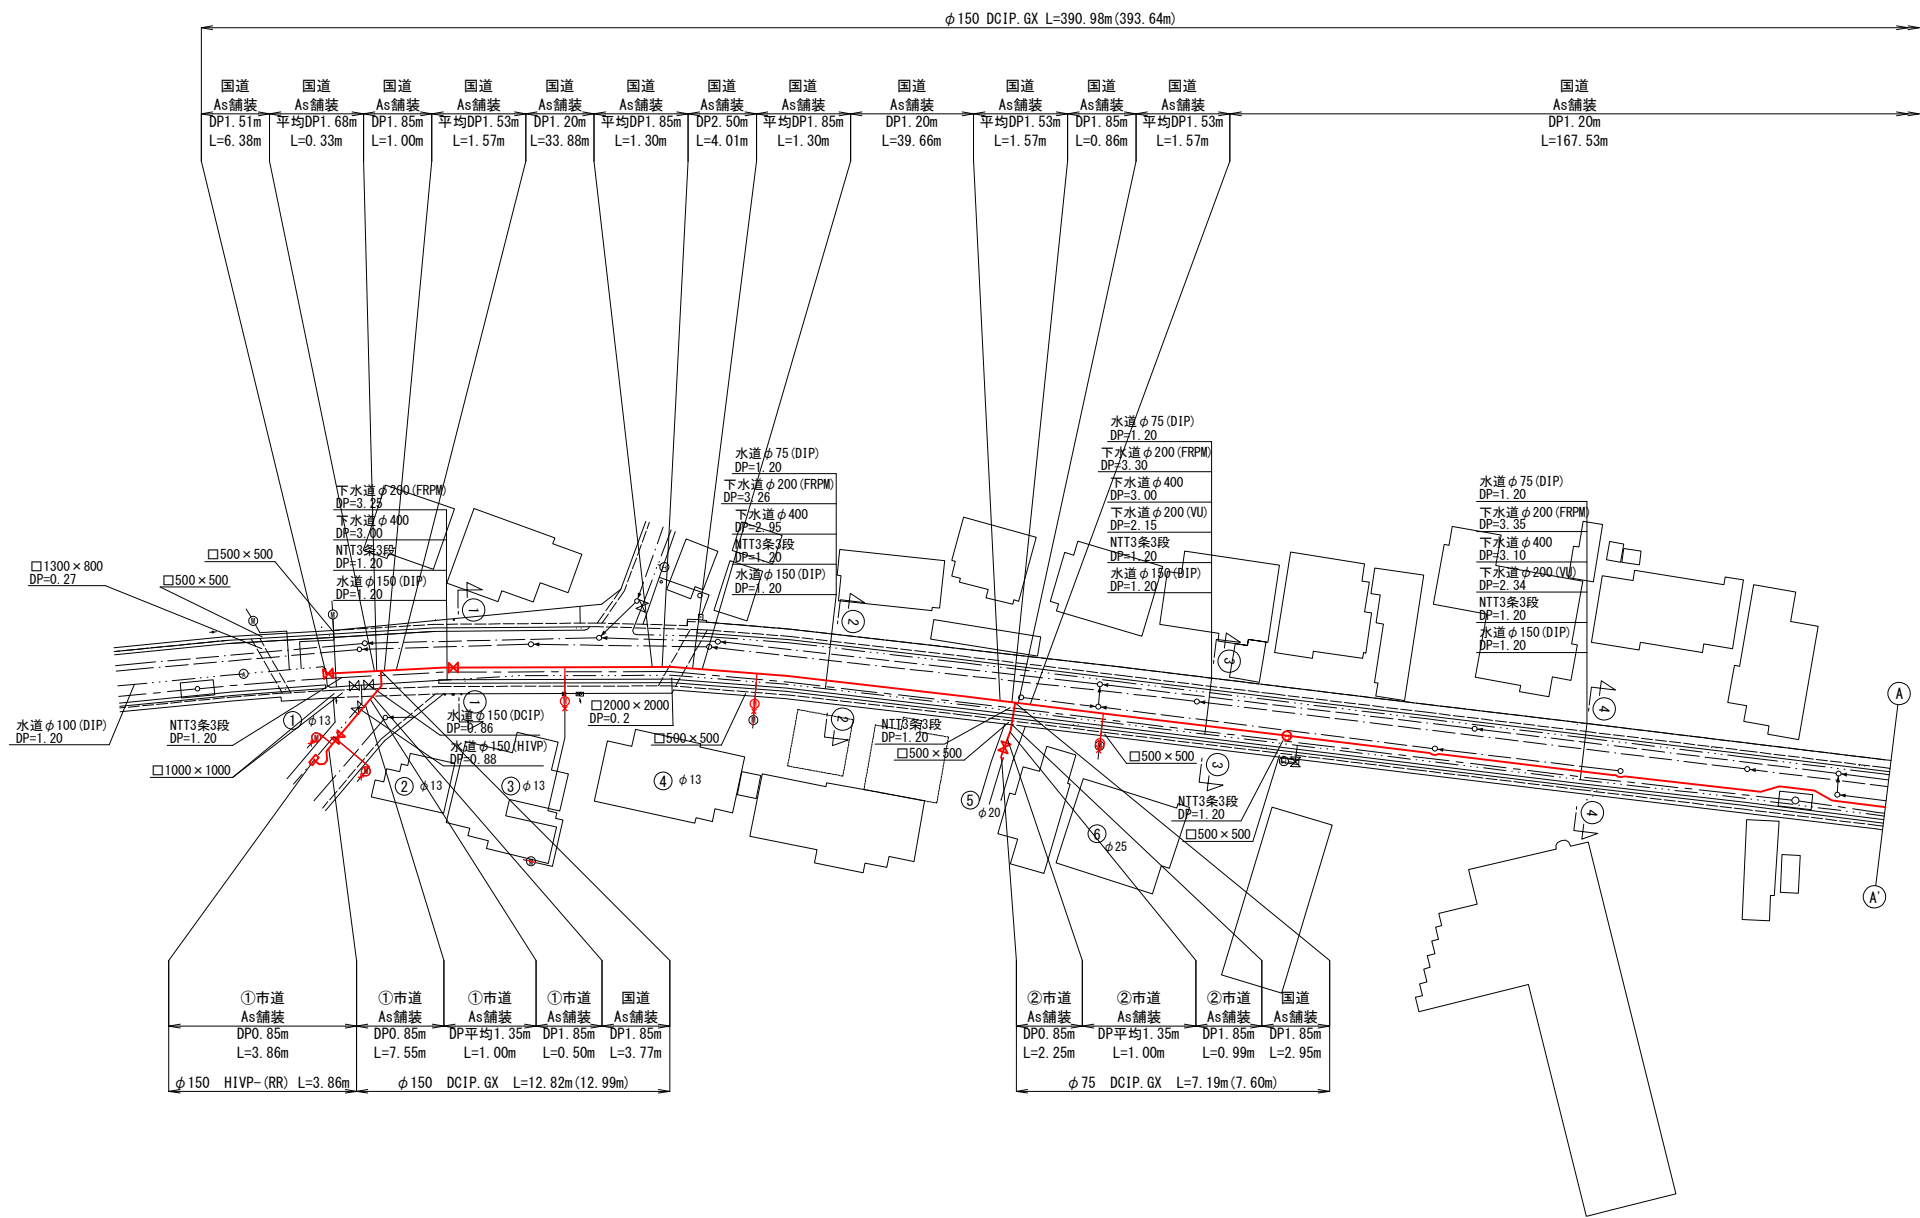 φ150 DCIP.GX L=390.98m(393.64m)
国道
As舗装
DP1.51m
L=6.38m
国道
As舗装
平均DP1.68m
L=0.33m
国道
As舗装
DP1.85m
L=1.00m
国道
As舗装
平均DP1.53m
L=1.57m
国道
As舗装
DP1.20m
L=33.88m
国道
As舗装
平均DP1.85m
L=1.30m
国道
As舗装
DP2.50m
L=4.01m
国道
As舗装
平均DP1.85m
L=1.30m
国道
As舗装
DP1.20m
L=39.66m
国道
As舗装
平均DP1.53m
L=1.57m
国道
As舗装
DP1.85m
L=0.86m
国道
As舗装
平均DP1.53m
L=1.57m
国道
As舗装
DP1.20m
L=167.53m
下水道φ200(FRPM)
DP=3.25
下水道φ400
DP=3.00
NTT3条3段
DP=1.20
水道φ150(DIP)
DP=1.20
水道φ75(DIP)
DP=1.20
下水道φ200(FRPM)
DP=3.26
下水道φ400
DP=2.95
NTT3条3段
DP=1.20
水道φ150(DIP)
DP=1.20
水道φ75(DIP)
DP=1.20
下水道φ200(FRPM)
DP=3.30
下水道φ400
DP=3.00
下水道φ200(VU)
DP=2.15
NTT3条3段
DP=1.20
水道φ150(DIP)
DP=1.20
水道φ75(DIP)
DP=1.20
下水道φ200(FRPM)
DP=3.35
下水道φ400
DP=3.10
下水道φ200(VU)
DP=2.34
NTT3条3段
DP=1.20
水道φ150(DIP)
DP=1.20
□500×500
□1300×800
DP=0.27
□500×500
水道φ100(DIP)
DP=1.20
NTT3条3段
DP=1.20
□1000×1000
① φ13
② φ13
③ φ13
④ φ13
⑤
φ20
⑥
φ25
水道φ150(DCIP)
DP=0.86
水道φ150(HIVP)
DP=0.88
□2000×2000
DP=0.2
□500×500
NTT3条3段
DP=1.20
□500×500
□500×500
NTT3条3段
DP=1.20
□500×500
1
1
2
2
3
3
4
4
A
A'
①市道
As舗装
DP0.85m
L=3.86m
①市道
As舗装
DP0.85m
L=7.55m
①市道
As舗装
DP平均1.35m
L=1.00m
①市道
As舗装
DP1.85m
L=0.50m
国道
As舗装
DP1.85m
L=3.77m
φ150 HIVP-(RR) L=3.86m
φ150 DCIP.GX L=12.82m(12.99m)
②市道
As舗装
DP0.85m
L=2.25m
②市道
As舗装
DP平均1.35m
L=1.00m
②市道
As舗装
DP1.85m
L=0.99m
国道
As舗装
DP1.85m
L=2.95m
φ75 DCIP.GX L=7.19m(7.60m)